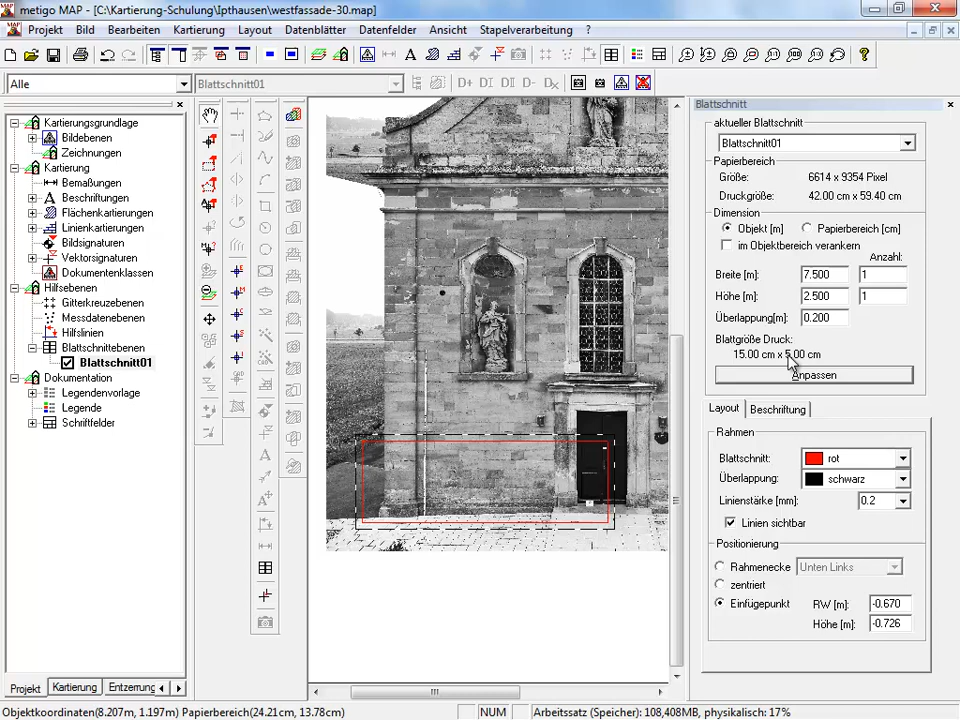 metigo MAP - [C:\Kartierung-Schulung\Ipthausen\westfassade-30.map]
Projekt Bild Bearbeiten Kartierung Layout Datenblätter Datenfelder Ansicht Stapelverarbeitung ?
Alle
Blattschnitt01
D+ DI DI D- Dx
Kartierungsgrundlage
Bildebenen
Zeichnungen
Kartierung
Bemaßungen
Beschriftungen
Flächenkartierungen
Linienkartierungen
Bildsignaturen
Vektorsignaturen
Dokumentenklassen
Hilfsebenen
Gitterkreuzebenen
Messdatenebenen
Hilfslinien
Blattschnittebenen
Blattschnitt01
Dokumentation
Legendenvorlage
Legende
Schriftfelder
Projekt Kartierung Entzerrung
Blattschnitt
aktueller Blattschnitt
Blattschnitt01
Papierbereich
Größe: 6614 x 9354 Pixel
Druckgröße: 42.00 cm x 59.40 cm
Dimension
Objekt [m] Papierbereich [cm]
im Objektbereich verankern
Anzahl:
Breite [m]: 7.500 1
Höhe [m]: 2.500 1
Überlappung[m]: 0.200
Blattgröße Druck:
15.00 cm x 5.00 cm
Anpassen
Layout Beschriftung
Rahmen
Blattschnitt: rot
Überlappung: schwarz
Linienstärke [mm]: 0.2
Linien sichtbar
Positionierung
Rahmenecke Unten Links
zentriert
Einfügepunkt RW [m]: -0.670
Höhe [m]: -0.726
Objektkoordinaten(8.207m, 1.197m) Papierbereich(24.21cm, 13.78cm) NUM Arbeitssatz (Speicher): 108,408MB, physikalisch: 17%